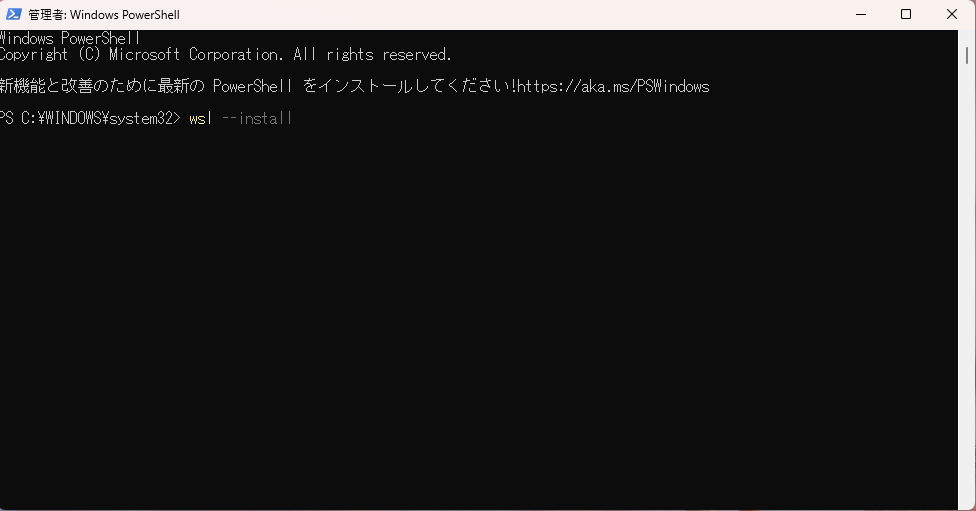 管理者: Windows PowerShell
Windows PowerShell
Copyright (C) Microsoft Corporation. All rights reserved.
新機能と改善のために最新の PowerShell をインストールしてください!https://aka.ms/PSWindows
PS C:¥WINDOWS¥system32> wsl --install